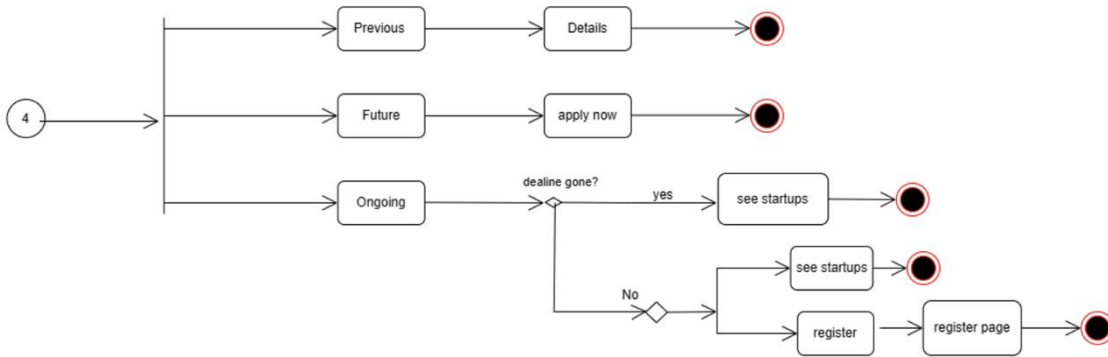 Previous
Details
4
Future
apply now
dealine gone?
Ongoing
yes
see startups
see startups
No
register
register page